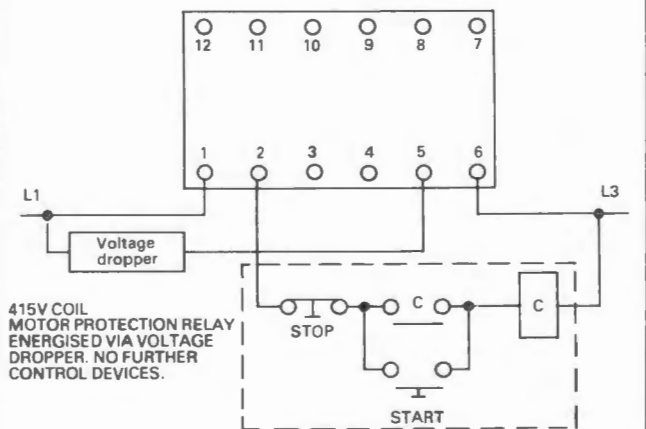 12 11 10 9 8 7
1 2 3 4 5 6
L1
L3
Voltage
dropper
415V COIL
MOTOR PROTECTION RELAY
ENERGISED VIA VOLTAGE
DROPPER. NO FURTHER
CONTROL DEVICES.
C
C
STOP
START